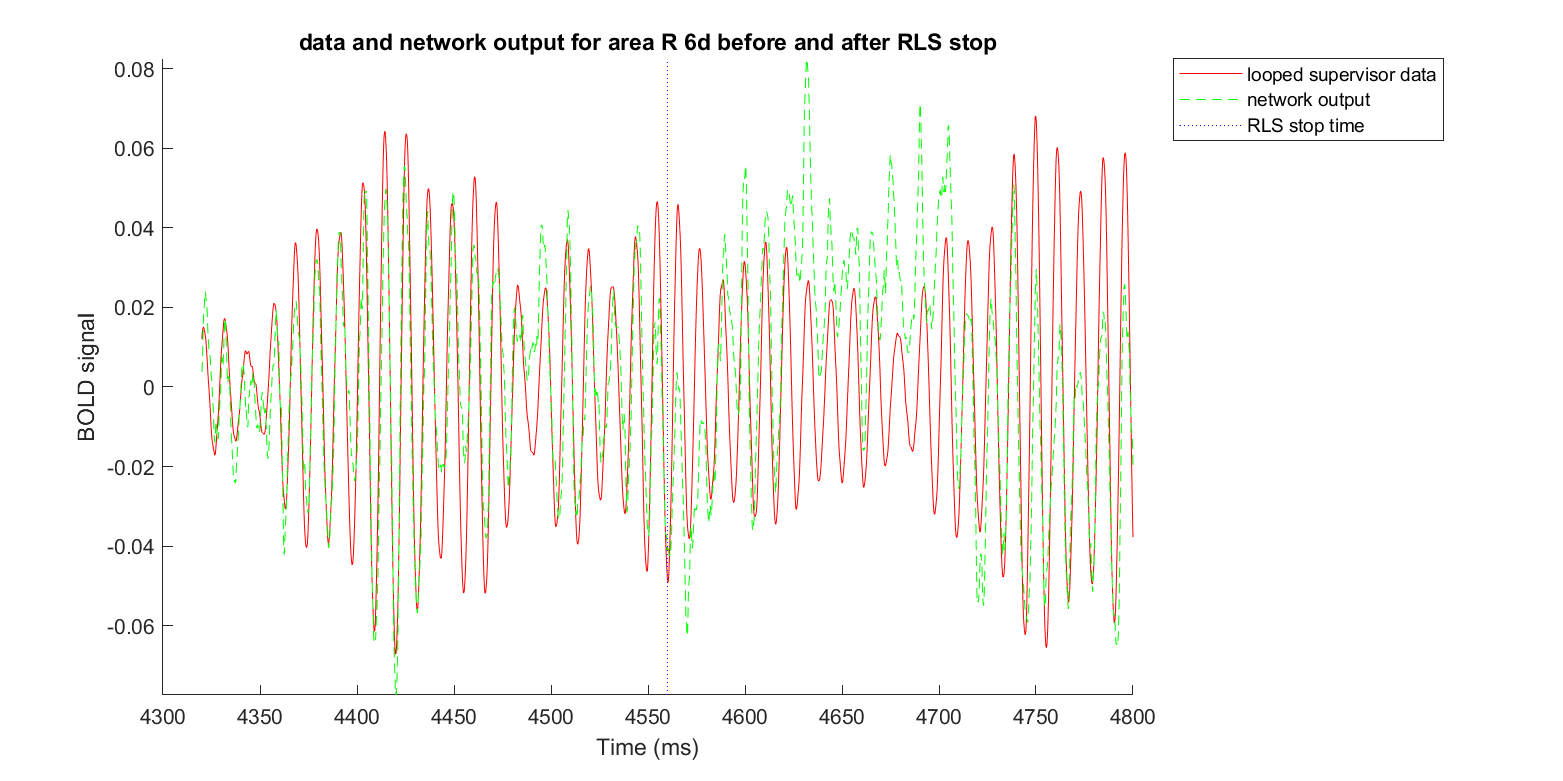 data and network output for area R 6d before and after RLS stop
looped supervisor data
network output
RLS stop time
BOLD signal
0.08
0.06
0.04
0.02
0
-0.02
-0.04
-0.06
4300 4350 4400 4450 4500 4550 4600 4650 4700 4750 4800
Time (ms)